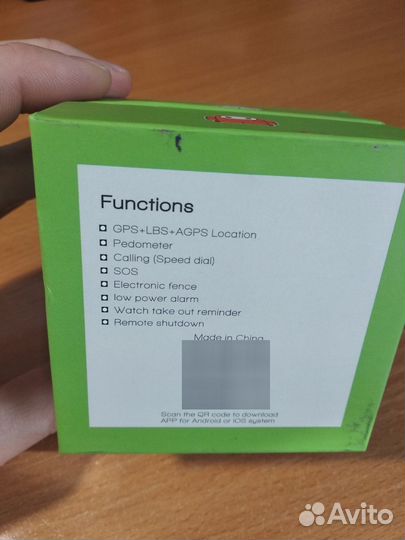 Functions
GPS+LBS+AGPS Location
Pedometer
Calling (Speed dial)
SOS
Electronic fence
low power alarm
Watch take out reminder
Remote shutdown
Made in China
Scan the QR code to download
APP for Android or iOS system
Avito